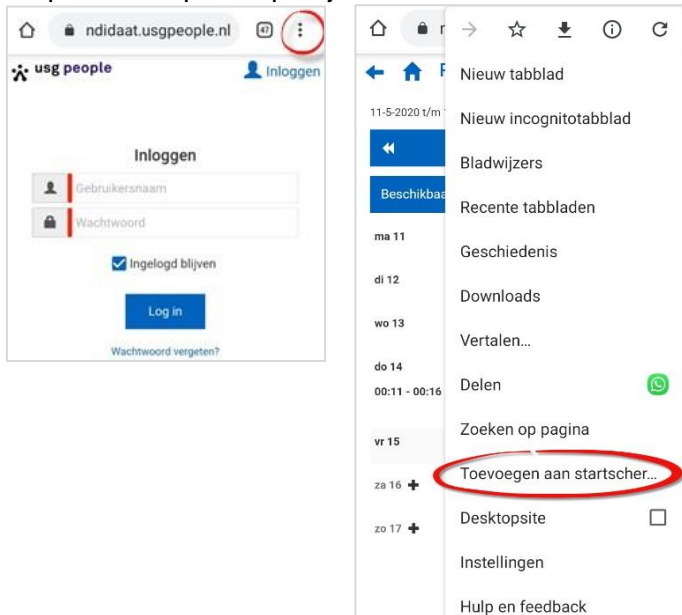 ndidaat.usgpeople.nl 47
usg people Inloggen
Inloggen
Gebruikersnaam
Wachtwoord
Ingelogd blijven
Log in
Wachtwoord vergeten?
11-5-2020 t/m
Beschikbaa
ma 11
di 12
wo 13
do 14
00:11 - 00:16
vr 15
za 16
zo 17
Nieuw tabblad
Nieuw incognitotabblad
Bladwijzers
Recente tabbladen
Geschiedenis
Downloads
Vertalen...
Delen
Zoeken op pagina
Toevoegen aan startscher...
Desktopsite
Instellingen
Hulp en feedback